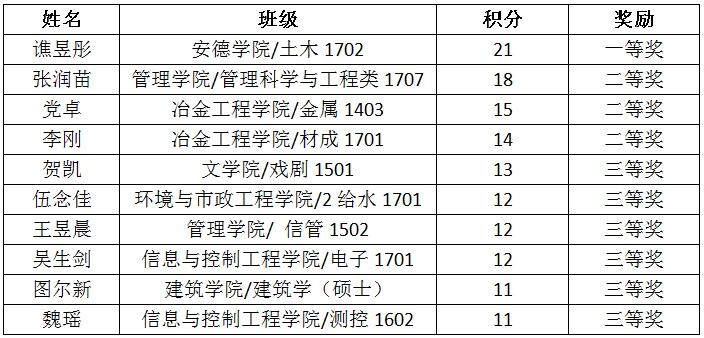 姓名 班级 积分 奖励
谯昱彤 安德学院/土木 1702 21 一等奖
张润苗 管理学院/管理科学与工程类 1707 18 二等奖
党卓 冶金工程学院/金属 1403 15 二等奖
李刚 冶金工程学院/材成 1701 14 二等奖
贺凯 文学院/戏剧 1501 13 三等奖
伍念佳 环境与市政工程学院/2 给水 1701 12 三等奖
王昱晨 管理学院/ 信管 1502 12 三等奖
吴生剑 信息与控制工程学院/电子 1701 12 三等奖
图尔新 建筑学院/建筑学（硕士） 11 三等奖
魏瑶 信息与控制工程学院/测控 1602 11 三等奖